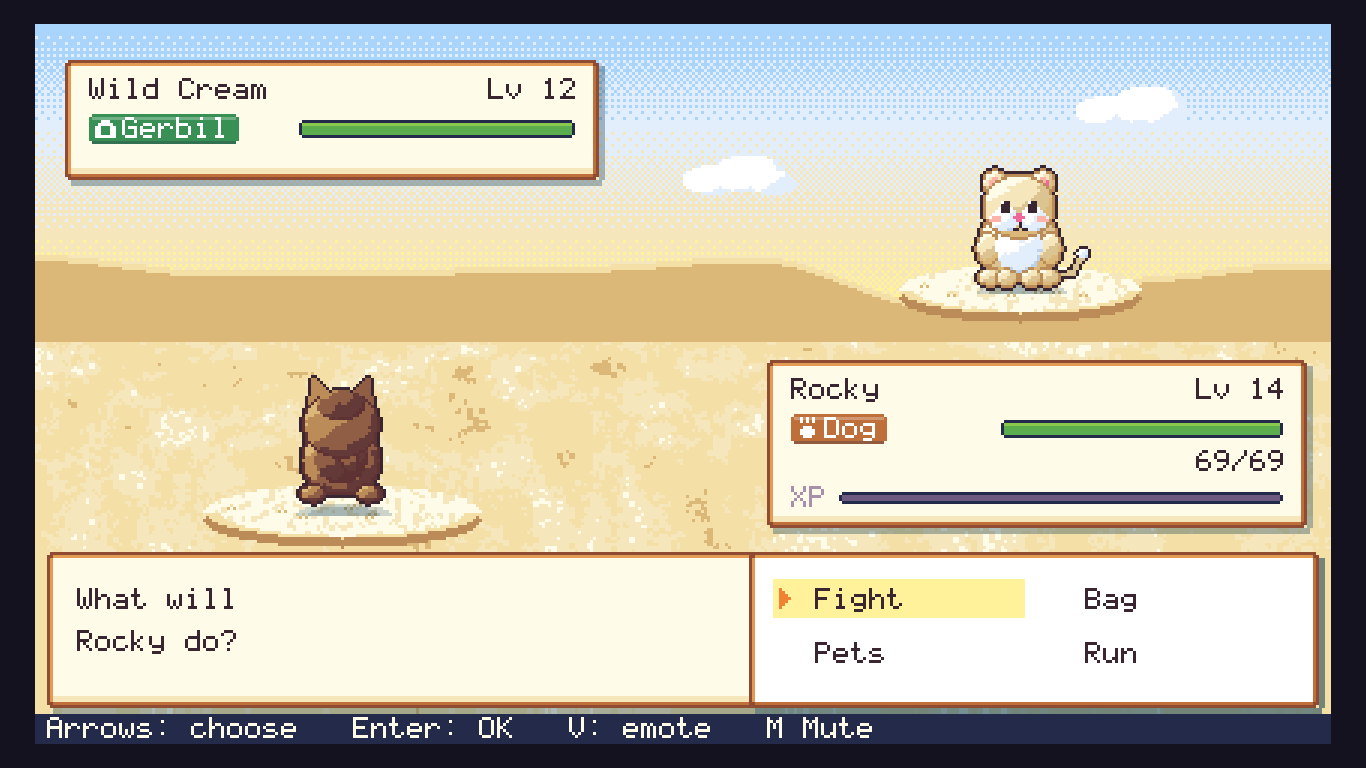 Wild Cream Lv 12
Gerbil
Rocky Lv 14
Dog
69/69
XP
What will
Rocky do?
Fight Bag
Pets Run
Arrows: choose Enter: OK V: emote M Mute